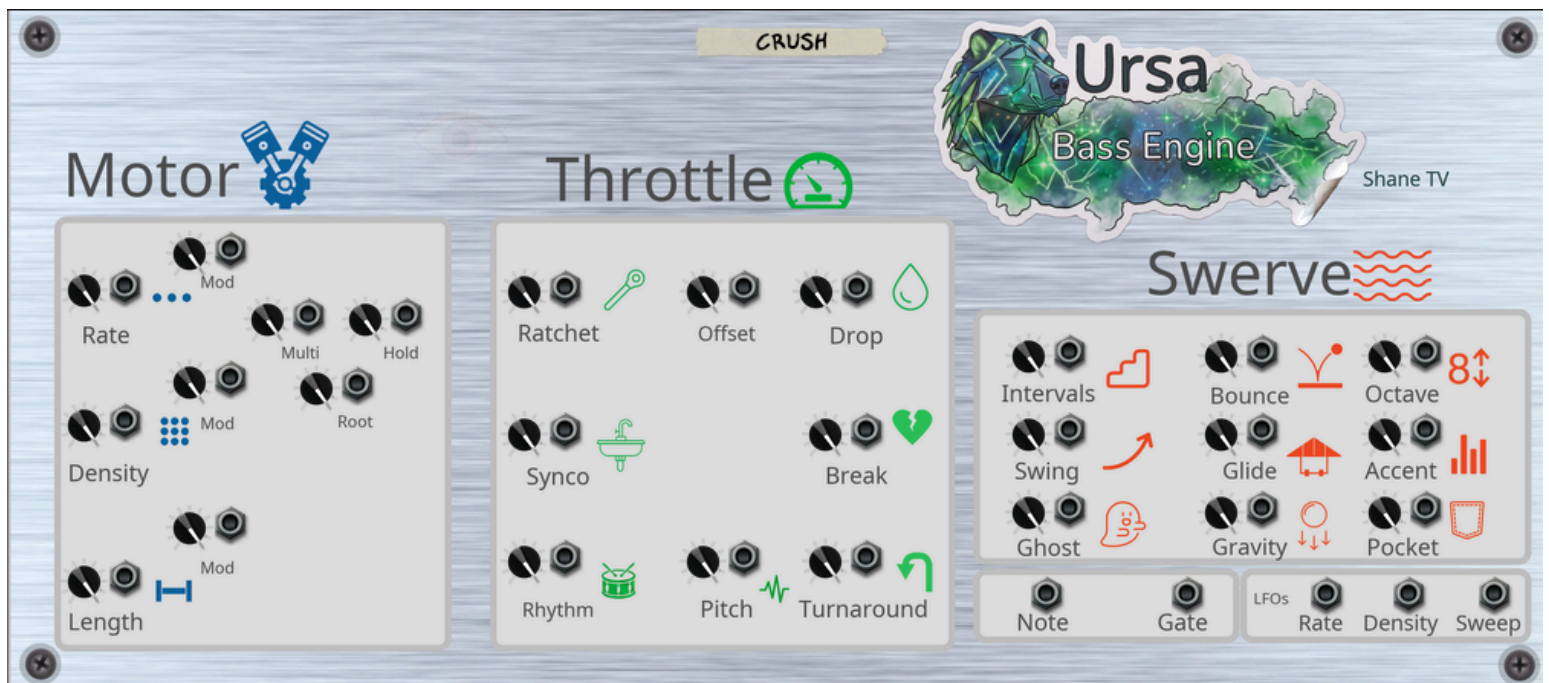 CRUSH
Ursa
Bass Engine
Shane TV
Motor
Throttle
Swerve
Mod
Rate
Multi
Hold
Mod
Root
Density
Mod
Length
Ratchet
Offset
Drop
Synco
Break
Rhythm
Pitch
Turnaround
Intervals
Bounce
Octave
8
Swing
Glide
Accent
Ghost
Gravity
Pocket
Note
Gate
LFOs
Rate
Density
Sweep